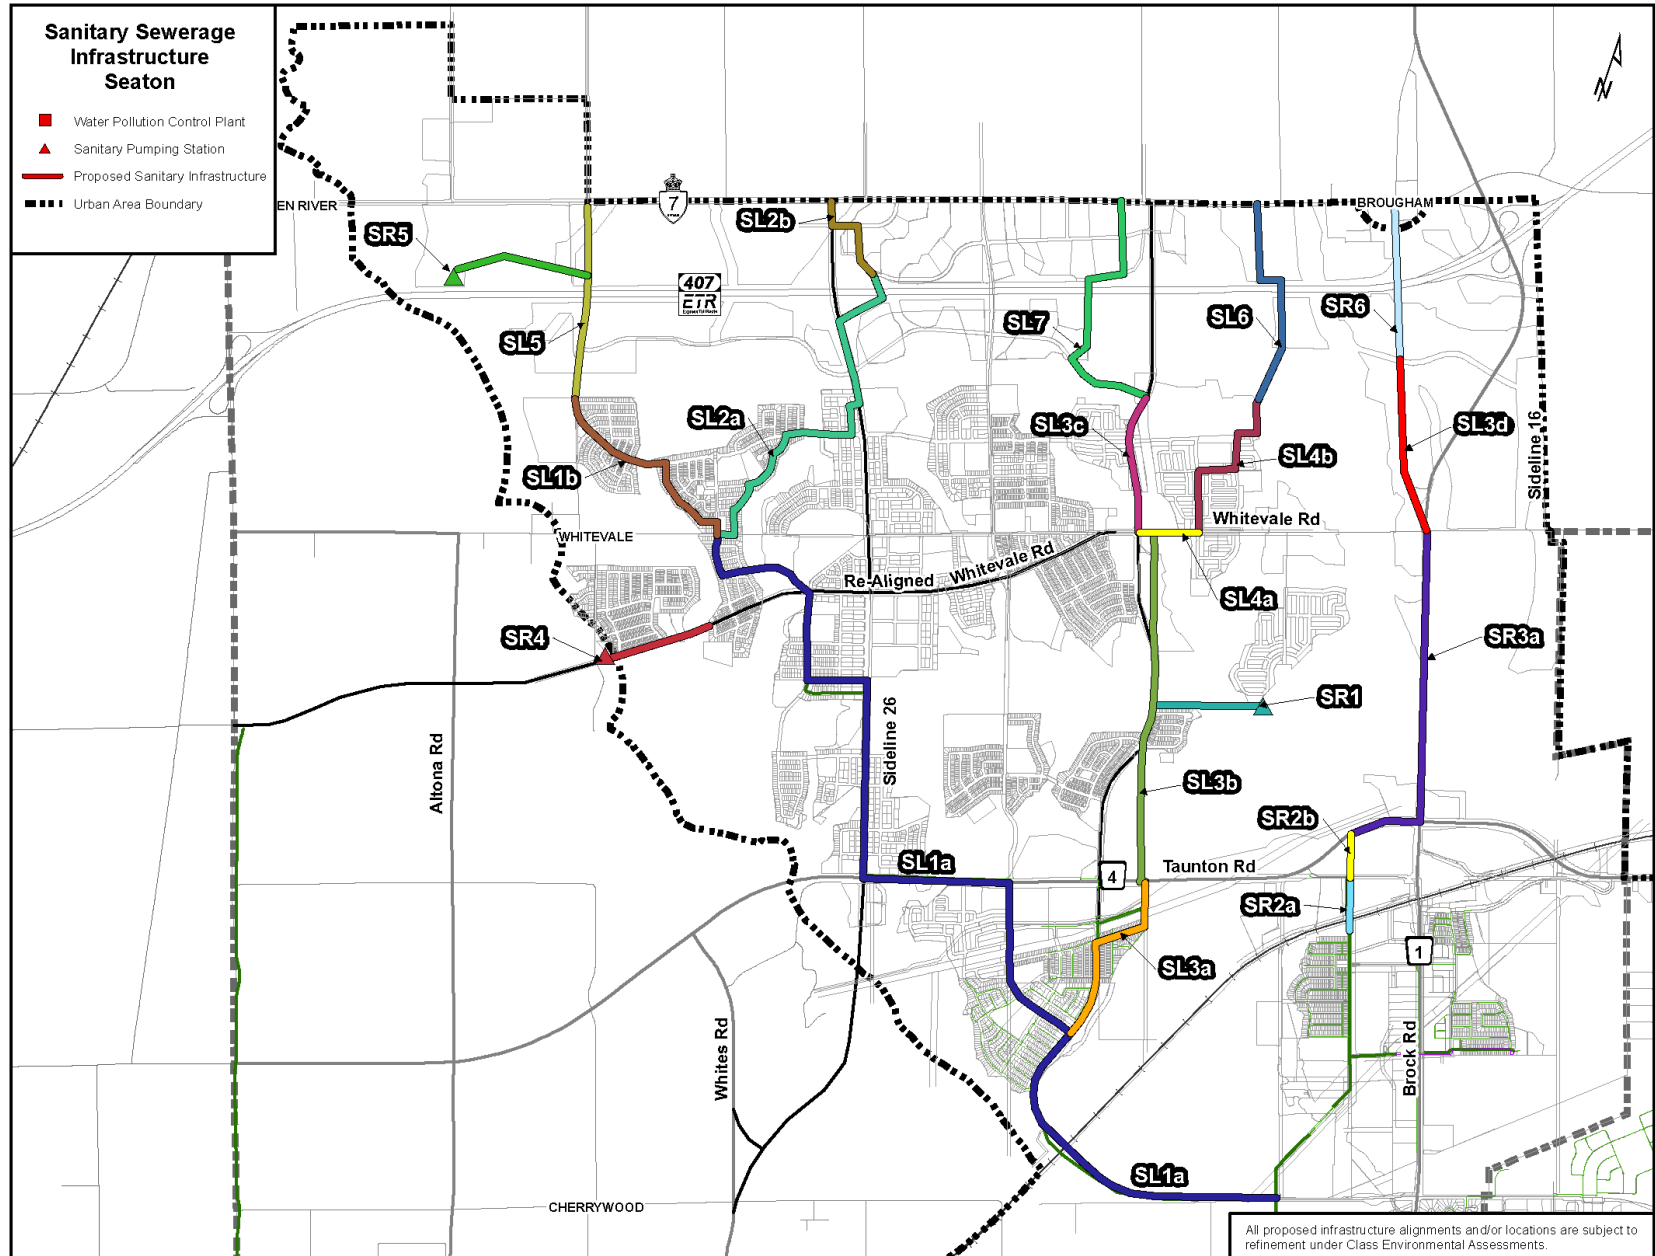 Sanitary Sewerage
Infrastructure
Seaton
Water Pollution Control Plant
Sanitary Pumping Station
Proposed Sanitary Infrastructure
Urban Area Boundary
EN RIVER
7
BROUGHAM
SL2b
SR5
407
ETR
SL7
SL6
SR6
SL5
SL2a
SL3c
SL3d
Sideline 16
SL4b
SL1b
Whitevale Rd
WHITEVALE
Re-Aligned Whitevale Rd
SL4a
SR4
SR3a
SR1
Sideline 26
Altona Rd
SL3b
SR2b
SL1a
4
Taunton Rd
SR2a
1
SL3a
Whites Rd
Brock Rd
SL1a
CHERRYWOOD
N
All proposed infrastructure alignments and/or locations are subject to
refinement under Class Environmental Assessments.